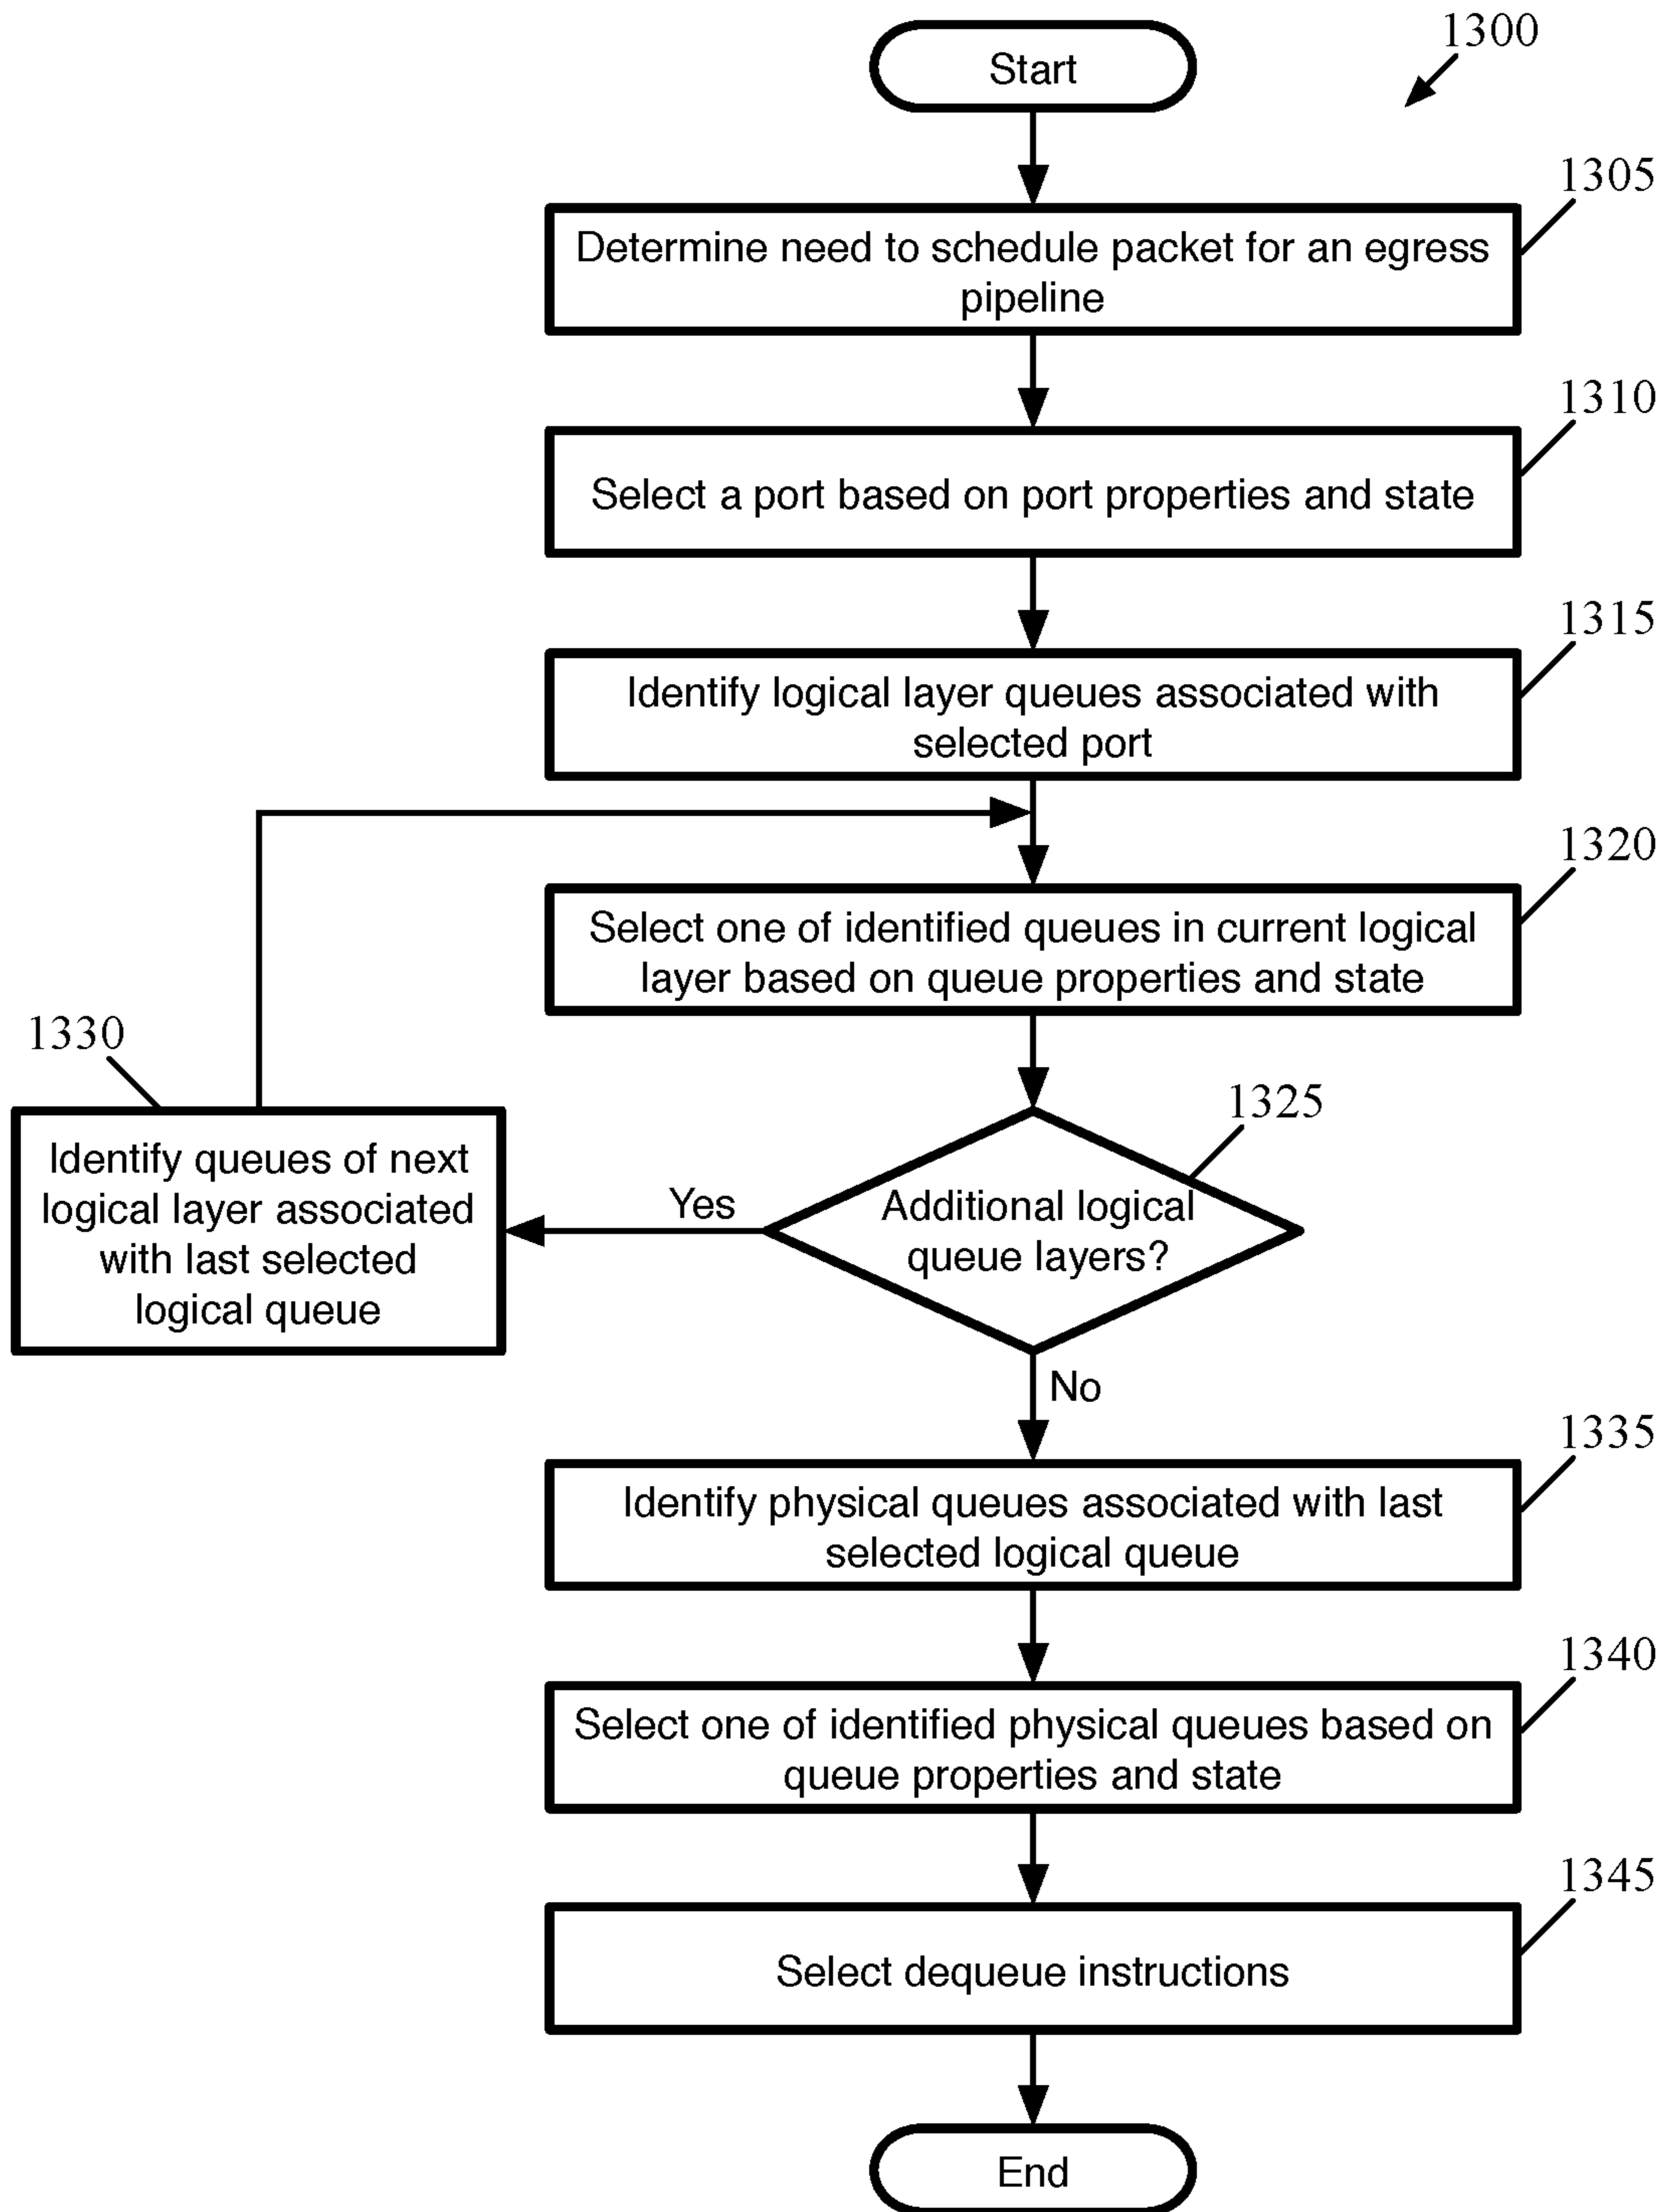 1300
Start
1305
Determine need to schedule packet for an egress
pipeline
1310
Select a port based on port properties and state
1315
Identify logical layer queues associated with
selected port
1320
Select one of identified queues in current logical
layer based on queue properties and state
1330
Identify queues of next
logical layer associated
with last selected
logical queue
Yes
1325
Additional logical
queue layers?
No
1335
Identify physical queues associated with last
selected logical queue
1340
Select one of identified physical queues based on
queue properties and state
1345
Select dequeue instructions
End